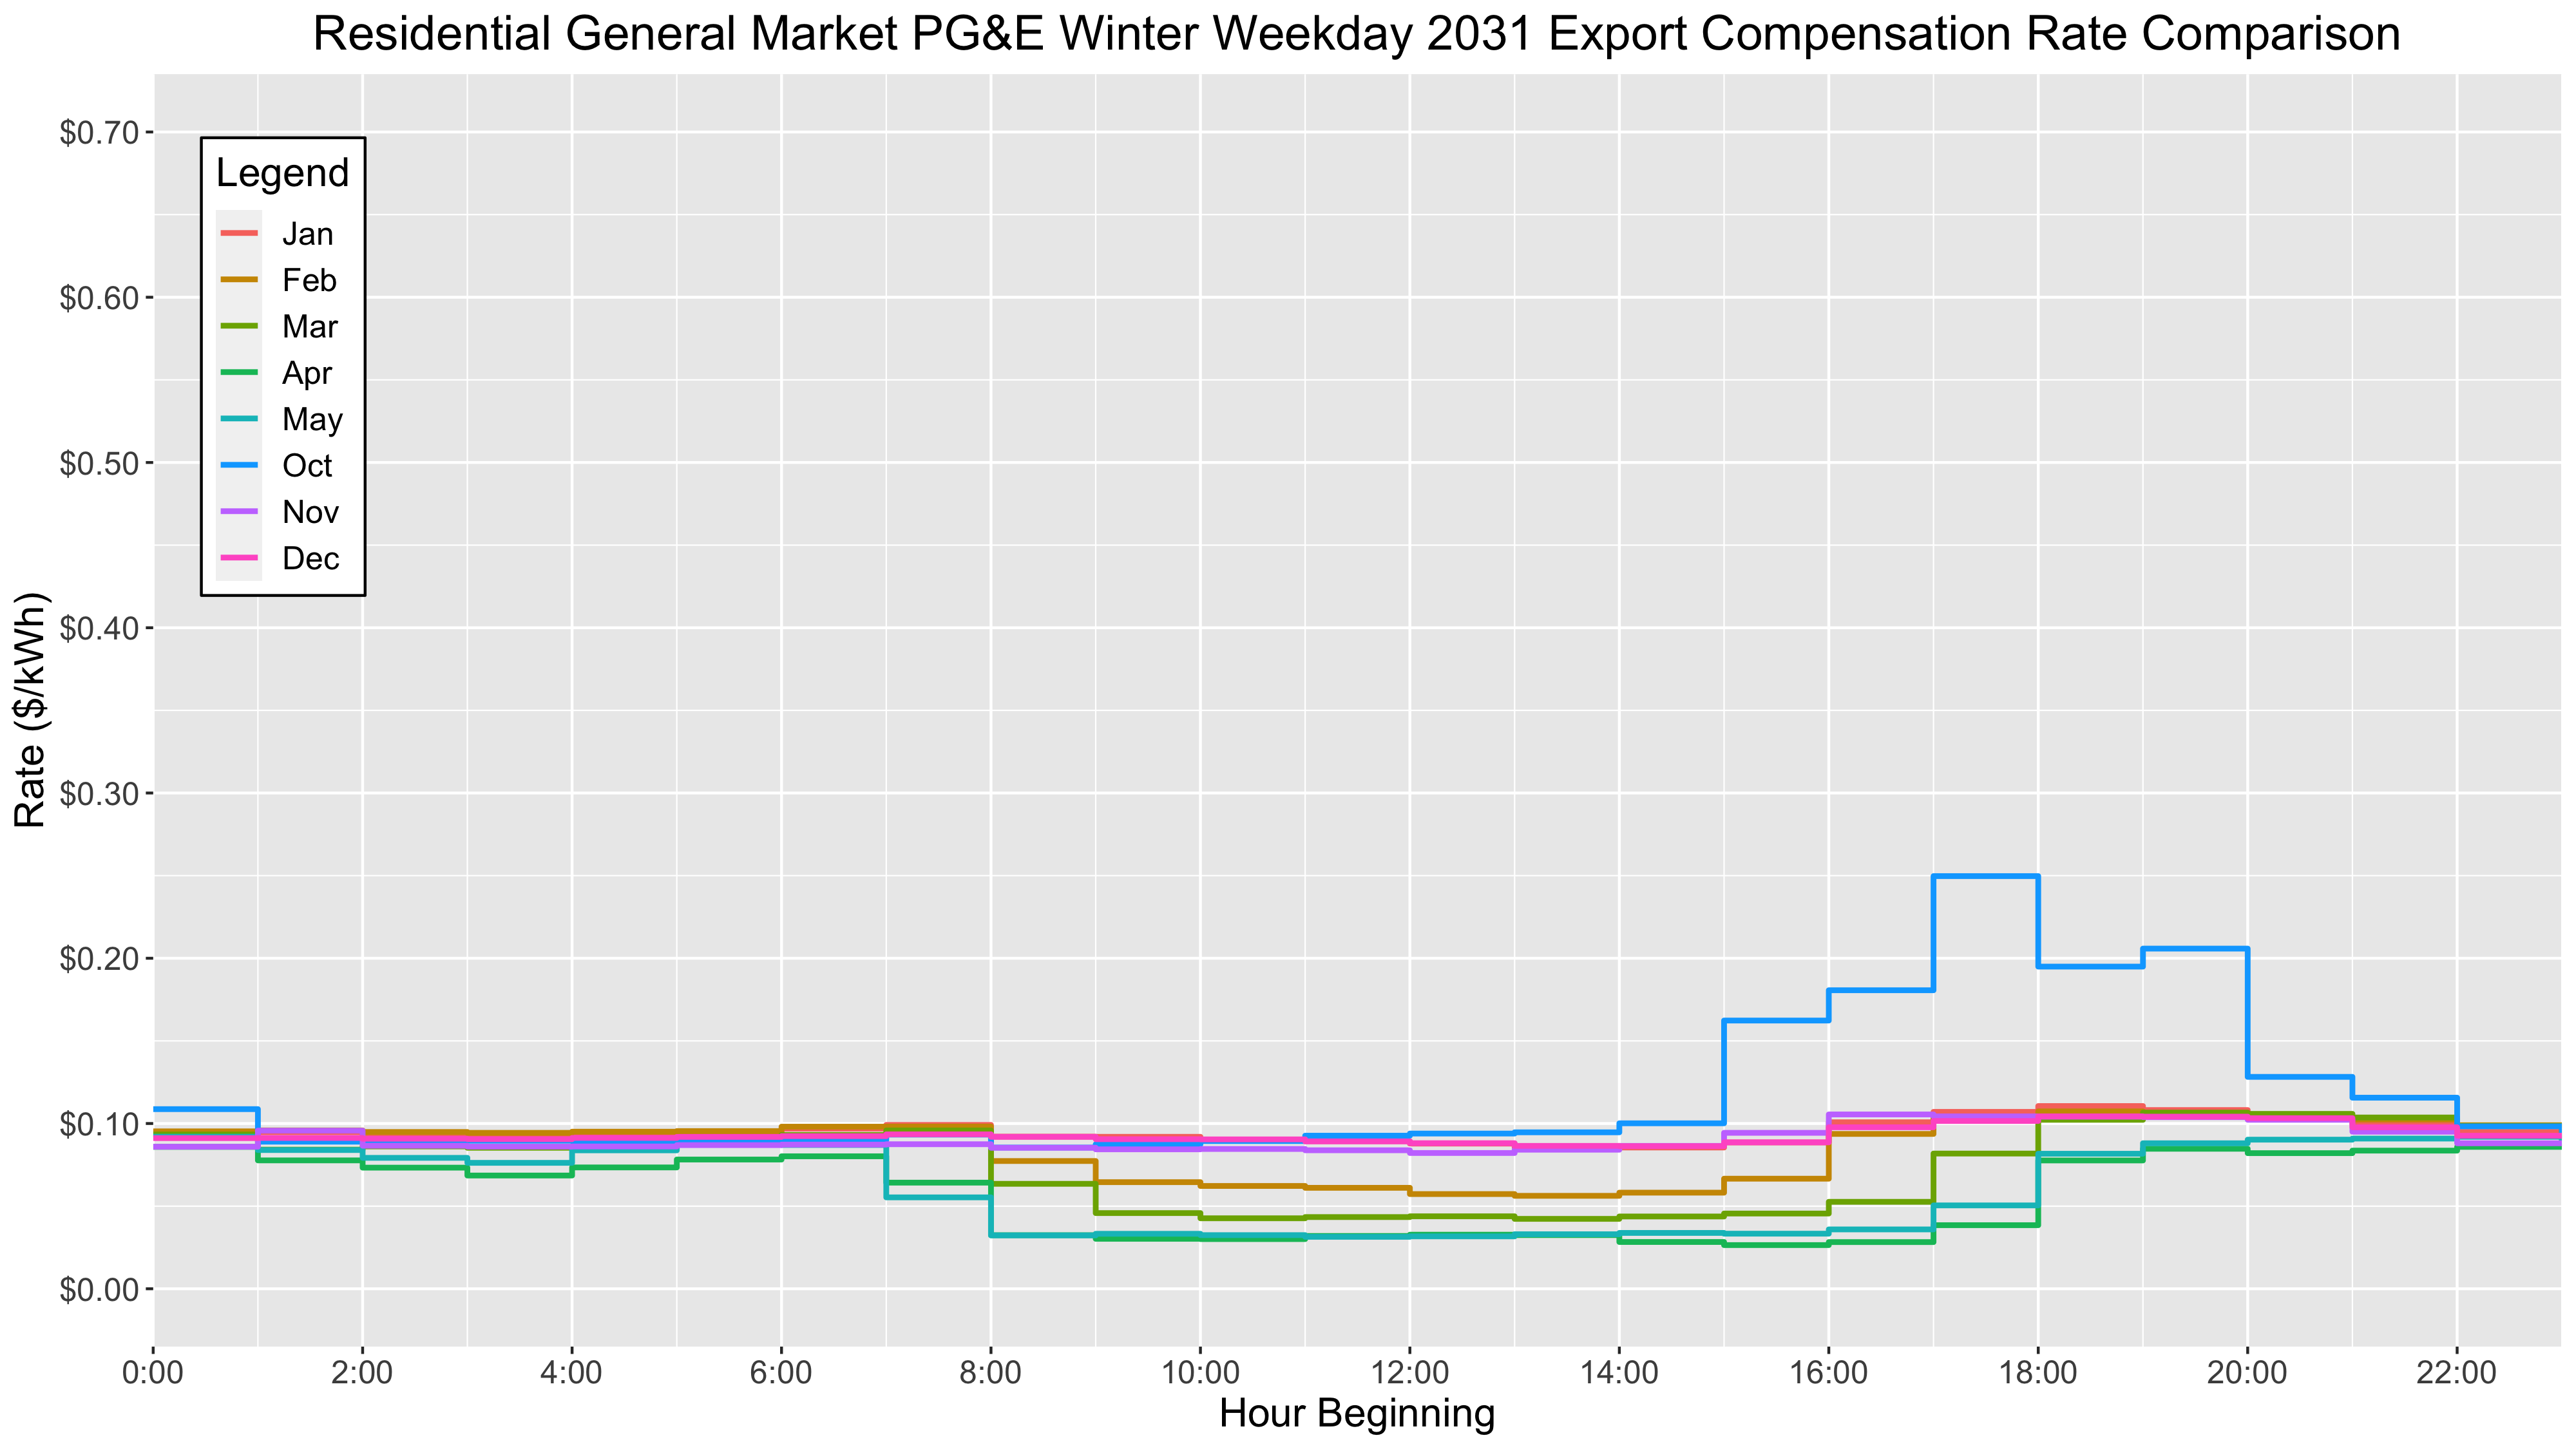 Residential General Market PG&E Winter Weekday 2031 Export Compensation Rate Comparison
$0.70
$0.60
$0.50
$0.40
$0.30
$0.20
$0.10
$0.00
Rate ($/kWh)
Legend
Jan
Feb
Mar
Apr
May
Oct
Nov
Dec
0:00 2:00 4:00 6:00 8:00 10:00 12:00 14:00 16:00 18:00 20:00 22:00
Hour Beginning